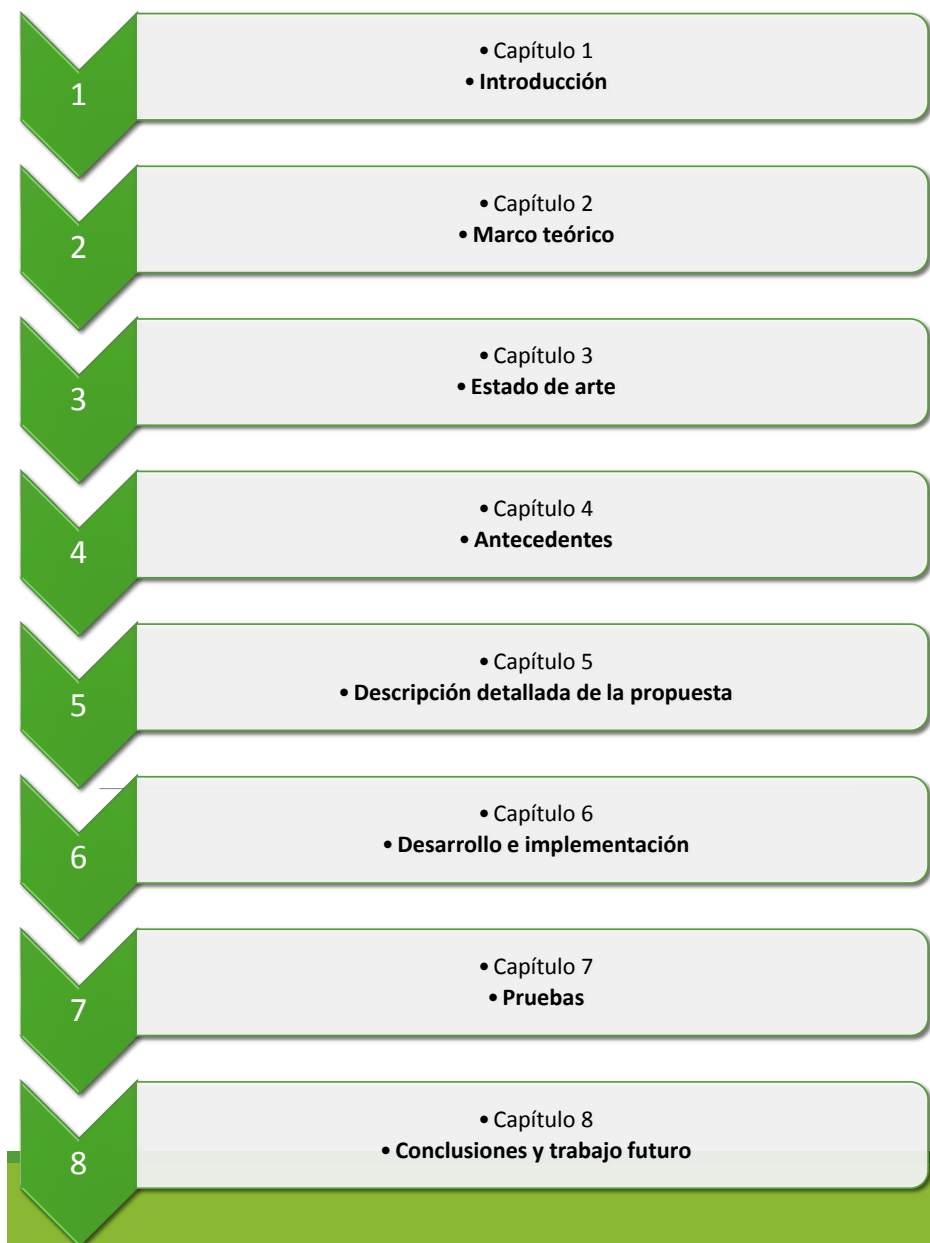 1
• Capítulo 1
• Introducción
2
• Capítulo 2
• Marco teórico
3
• Capítulo 3
• Estado de arte
4
• Capítulo 4
• Antecedentes
5
• Capítulo 5
• Descripción detallada de la propuesta
6
• Capítulo 6
• Desarrollo e implementación
7
• Capítulo 7
• Pruebas
8
• Capítulo 8
• Conclusiones y trabajo futuro